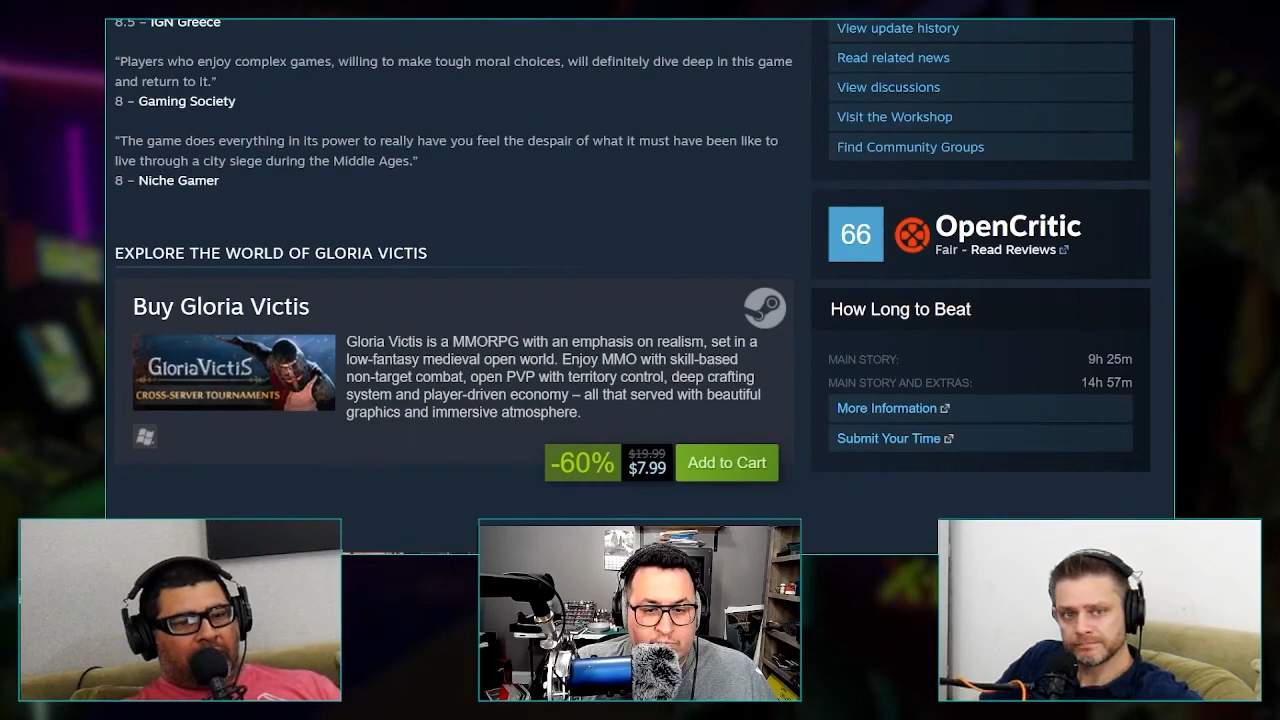 8.5 – IGN Greece
“Players who enjoy complex games, willing to make tough moral choices, will definitely dive deep in this game
and return to it.”
8 – Gaming Society
“The game does everything in its power to really have you feel the despair of what it must have been like to
live through a city siege during the Middle Ages.”
8 – Niche Gamer
EXPLORE THE WORLD OF GLORIA VICTIS
Buy Gloria Victis
GLORIA VICTIS
CROSS-SERVER TOURNAMENTS
Gloria Victis is a MMORPG with an emphasis on realism, set in a
low-fantasy medieval open world. Enjoy MMO with skill-based
non-target combat, open PVP with territory control, deep crafting
system and player-driven economy – all that served with beautiful
graphics and immersive atmosphere.
-60%
$19.99
$7.99
Add to Cart
View update history
Read related news
View discussions
Visit the Workshop
Find Community Groups
66
OpenCritic
Fair - Read Reviews
How Long to Beat
MAIN STORY: 9h 25m
MAIN STORY AND EXTRAS: 14h 57m
More Information
Submit Your Time